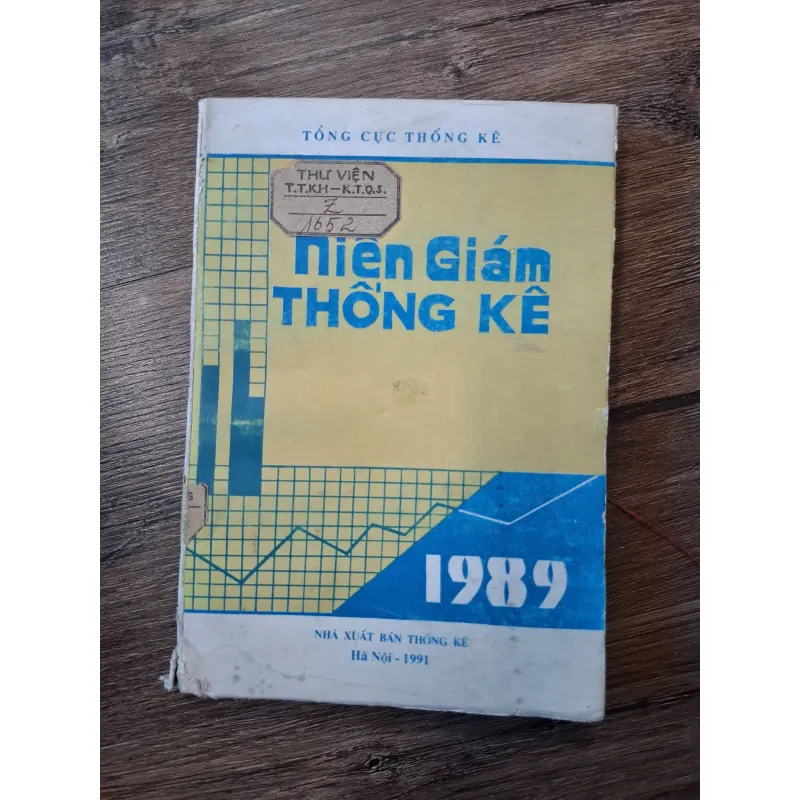 TỔNG CỤC THỐNG KÊ
THƯ VIỆN
T.T.KH-K.T.Q.S.
Z
1652
Niên Giám
THỐNG KÊ
S
1989
NHÀ XUẤT BẢN THỐNG KÊ
Hà Nội - 1991